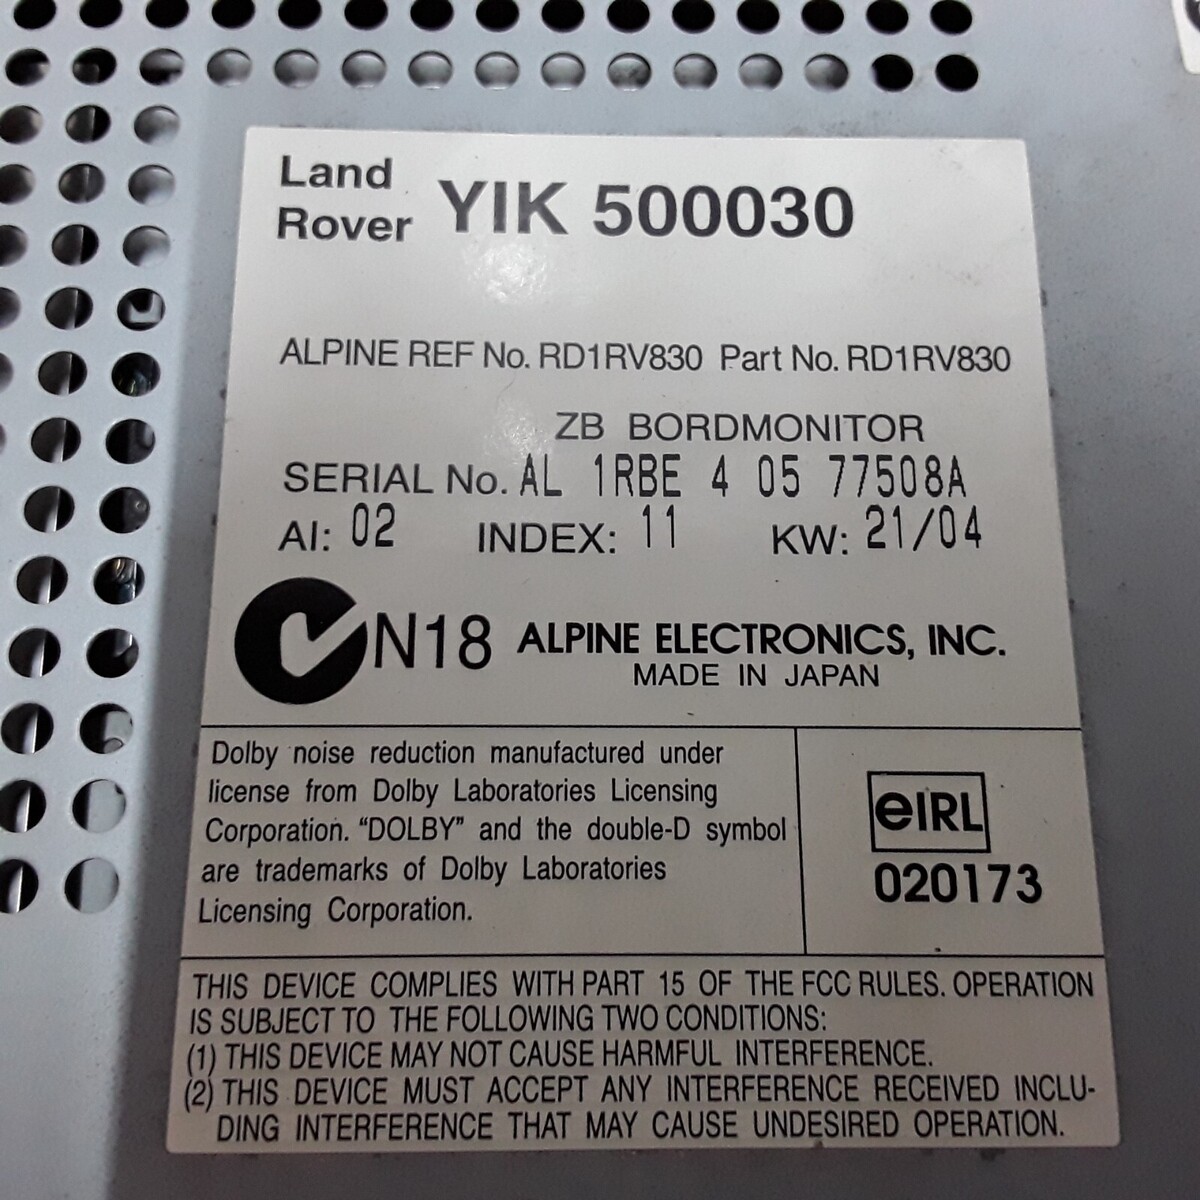 Land
Rover YIK 500030
ALPINE REF No. RD1RV830 Part No. RD1RV830
ZB BORDMONITOR
SERIAL No. AL 1RBE 4 05 77508A
AI: 02 INDEX: 11 KW: 21/04
N18 ALPINE ELECTRONICS, INC.
MADE IN JAPAN
Dolby noise reduction manufactured under
license from Dolby Laboratories Licensing
Corporation. “DOLBY” and the double-D symbol
are trademarks of Dolby Laboratories
Licensing Corporation.
eIRL
020173
THIS DEVICE COMPLIES WITH PART 15 OF THE FCC RULES. OPERATION
IS SUBJECT TO THE FOLLOWING TWO CONDITIONS:
(1) THIS DEVICE MAY NOT CAUSE HARMFUL INTERFERENCE.
(2) THIS DEVICE MUST ACCEPT ANY INTERFERENCE RECEIVED INCLU-
DING INTERFERENCE THAT MAY CAUSE UNDESIRED OPERATION.